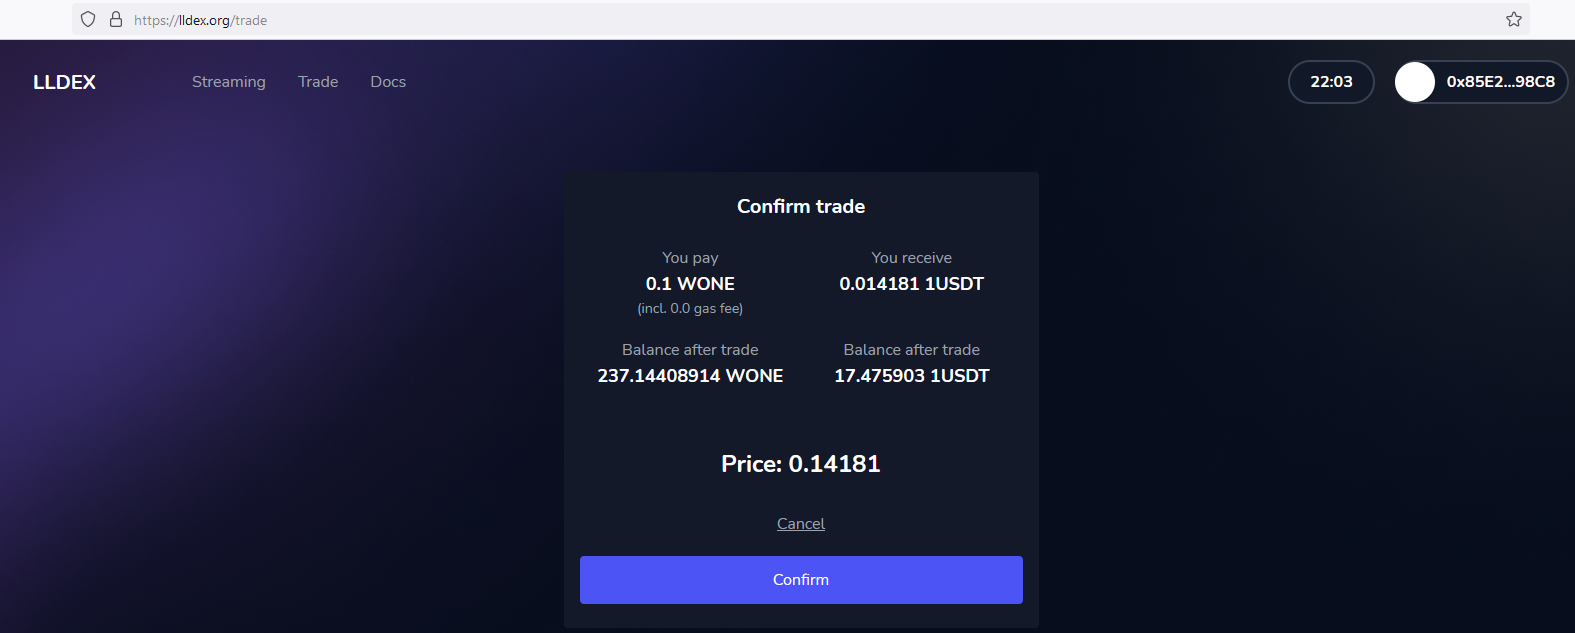 https://lldex.org/trade
LLDEX Streaming Trade Docs 22:03 0x85E2...98C8
Confirm trade
You pay You receive
0.1 WONE 0.014181 1USDT
(incl. 0.0 gas fee)
Balance after trade Balance after trade
237.14408914 WONE 17.475903 1USDT
Price: 0.14181
Cancel
Confirm